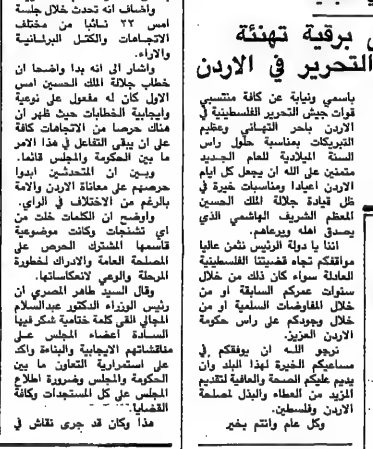 برقية تهنئة
التحرير في الاردن
باسمي ونيابة عن كافة منتسبي
قوات جيش التحرير الفلسطينية في
الاردن باحر التهاني وعظيم
التبريكات بمناسبة حلول راس
السنة الميلادية للعام الجديد
متمنين على الله ان يجعل كل ايام
الاردن اعيادا ومناسبات خيرة في
ظل قيادة جلالة الملك الحسين
المعظم الشريف الهاشمي الذي
يصدق اهله ويرعاهم.
اننا يا دولة الرئيس نثمن عاليا
مواقفكم تجاه قضيتنا الفلسطينية
العادلة سواء كان ذلك من خلال
سنوات عمركم السابقة او من
خلال المفاوضات السلمية او من
خلال وجودكم على راس حكومة
الاردن العزيز.
نرجو الله ان يوفقكم في
مساعيكم الخيرة لهذا البلد وان
يديم عليكم الصحة والعافية لتقديم
المزيد من العطاء والبذل لمصلحة
الاردن وفلسطين.
وكل عام وانتم بخير
واضاف انه تحدث خلال جلسة
امس ٢٢ نائبا من مختلف
الاتجاهات والكتل البرلمانية
والاراء.
واشار الى انه بدا واضحا ان
خطاب جلالة الملك الحسين امس
الاول كان له مفعول على نوعية
وايجابية الخطابات حيث ظهر ان
هناك حرصا من الاتجاهات كافة
على ان يبقى التفاعل في هذا الامر
ما بين الحكومة والمجلس قائما.
وبين ان المتحدثين ابدوا
حرصهم على معاناة الاردن والامة
بالرغم من الاختلاف في الراي.
واوضح ان الكلمات خلت من
اي تشنجات وكانت موضوعية
قاسمها المشترك الحرص على
المصلحة العامة والادراك لخطورة
المرحلة والوعي لانعكاساتها.
وقال السيد طاهر المصري ان
رئيس الوزراء الدكتور عبدالسلام
المجالي القى كلمة ختامية شكر فيها
السادة اعضاء المجلس على
مناقشاتهم الايجابية والبناءة واكد
على استمرارية التعاون ما بين
الحكومة والمجلس وضرورة اطلاع
المجلس على كل المستجدات وكافة
القضايا.
هذا وكان قد جرى نقاش في